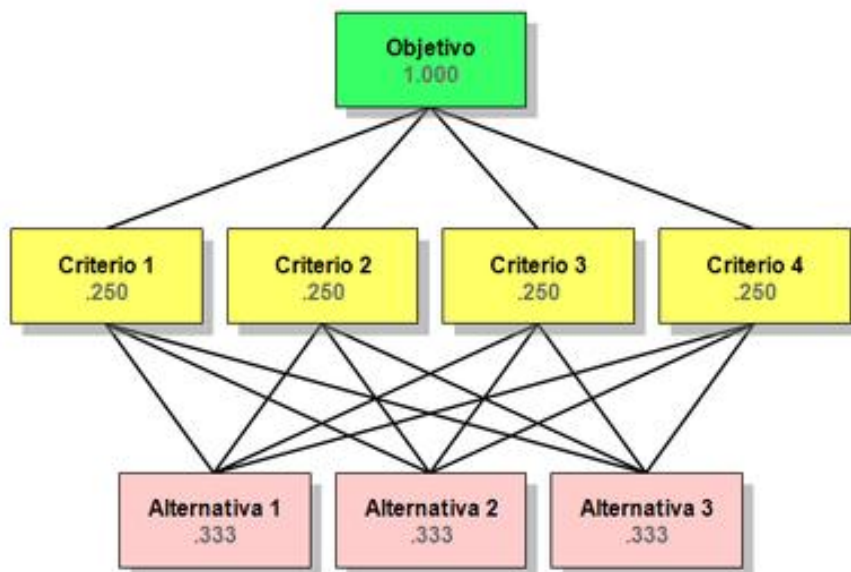 Objetivo
1.000
Criterio 1
.250
Criterio 2
.250
Criterio 3
.250
Criterio 4
.250
Alternativa 1
.333
Alternativa 2
.333
Alternativa 3
.333